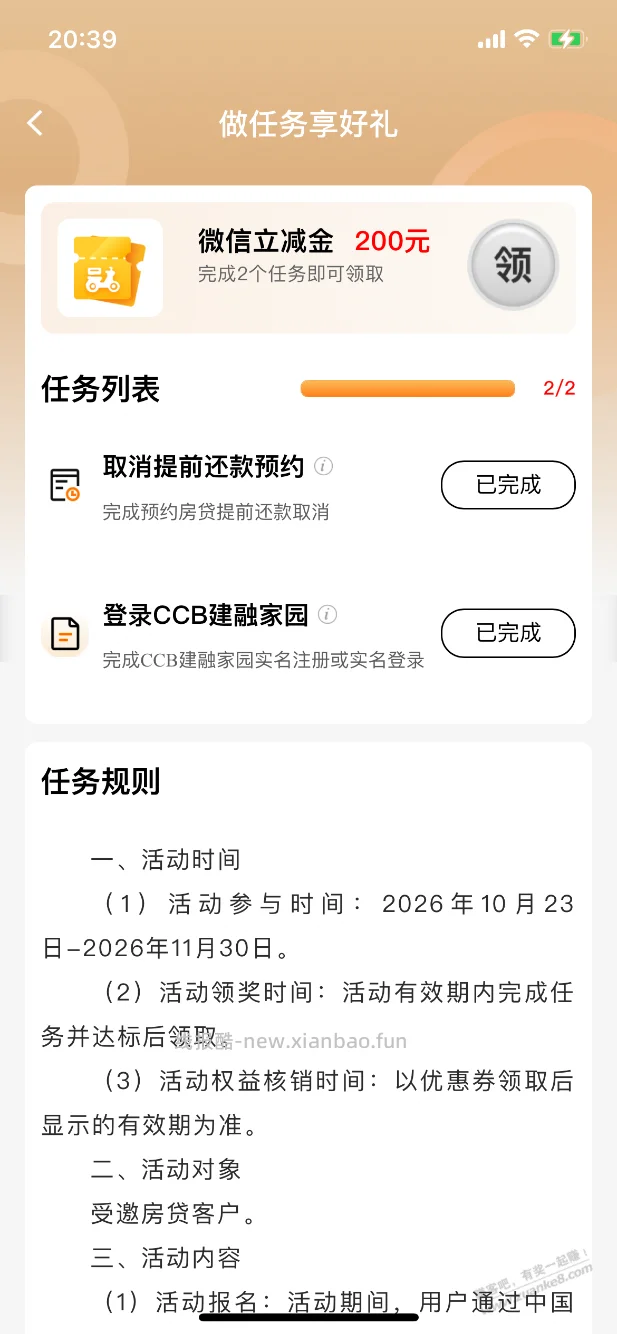 20:39
做任务享好礼
微信立减金 200元
完成2个任务即可领取
领
任务列表 2/2
取消提前还款预约
完成预约房贷提前还款取消
已完成
登录CCB建融家园
完成CCB建融家园实名注册或实名登录
已完成
任务规则
一、活动时间
（1）活动参与时间：2026年10月23
日-2026年11月30日。
（2）活动领奖时间：活动有效期内完成任
务并达标后领取。
new.xianbao.fun
（3）活动权益核销时间：以优惠券领取后
显示的有效期为准。
二、活动对象
受邀房贷客户。
三、活动内容
（1）活动报名：活动期间，用户通过中国
有奖一起赚！